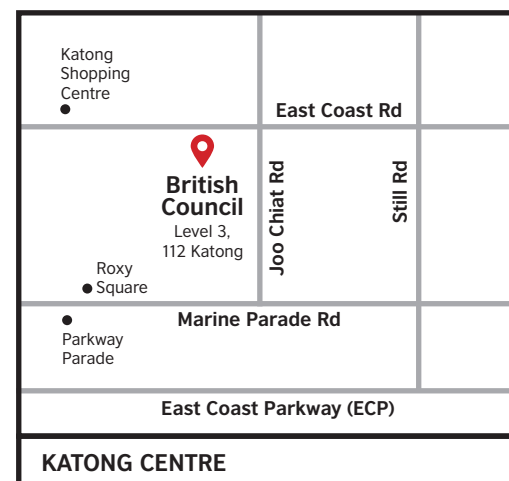 Katong
Shopping
Centre
East Coast Rd
British
Council
Level 3,
112 Katong
Joo Chiat Rd
Still Rd
Roxy
Square
Marine Parade Rd
Parkway
Parade
East Coast Parkway (ECP)
KATONG CENTRE